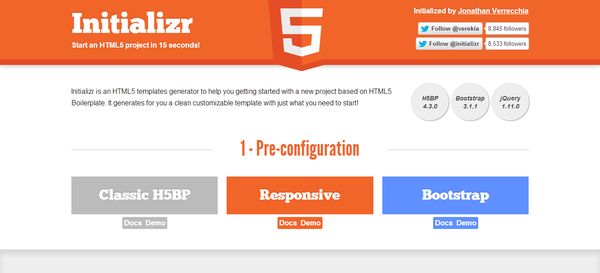 Initializr
Start an HTML5 project in 15 seconds!
5
Initialized by Jonathan Verrecchia
Follow @verekia 8,845 followers
Follow @initializr 8,533 followers
Initializr is an HTML5 templates generator to help you getting started with a new project based on HTML5
Boilerplate. It generates for you a clean customizable template with just what you need to start!
H5BP
4.3.0
Bootstrap
3.1.1
jQuery
1.11.0
1 - Pre-configuration
Classic H5BP
Docs Demo
Responsive
Docs Demo
Bootstrap
Docs Demo